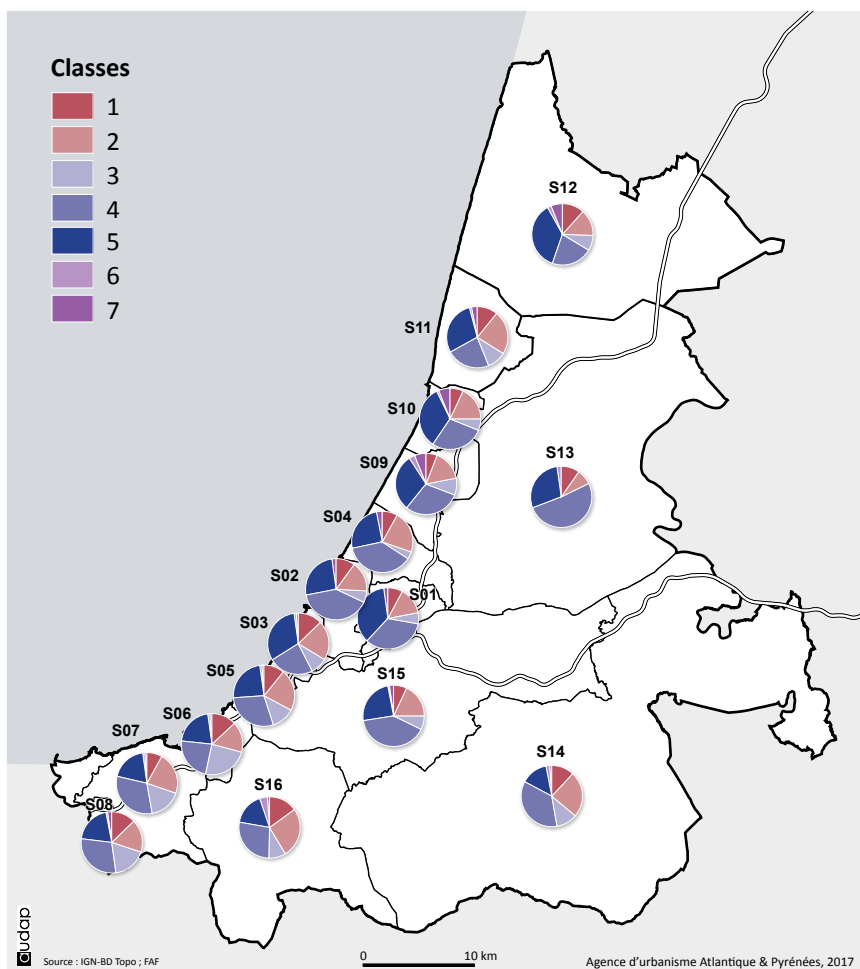 Classes
1
2
3
4
5
6
7
S12
S11
S10
S13
S09
S04
S02
S01
S03
S05
S15
S06
S07
S14
S16
S08
audap
Source : IGN-BD Topo ; FAF
0 10 km
Agence d'urbanisme Atlantique & Pyrénées, 2017